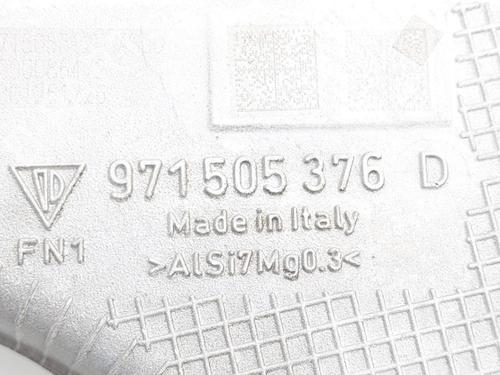 971 505 376 D
Made in Italy
FN1
>AlSi7Mg0.3<